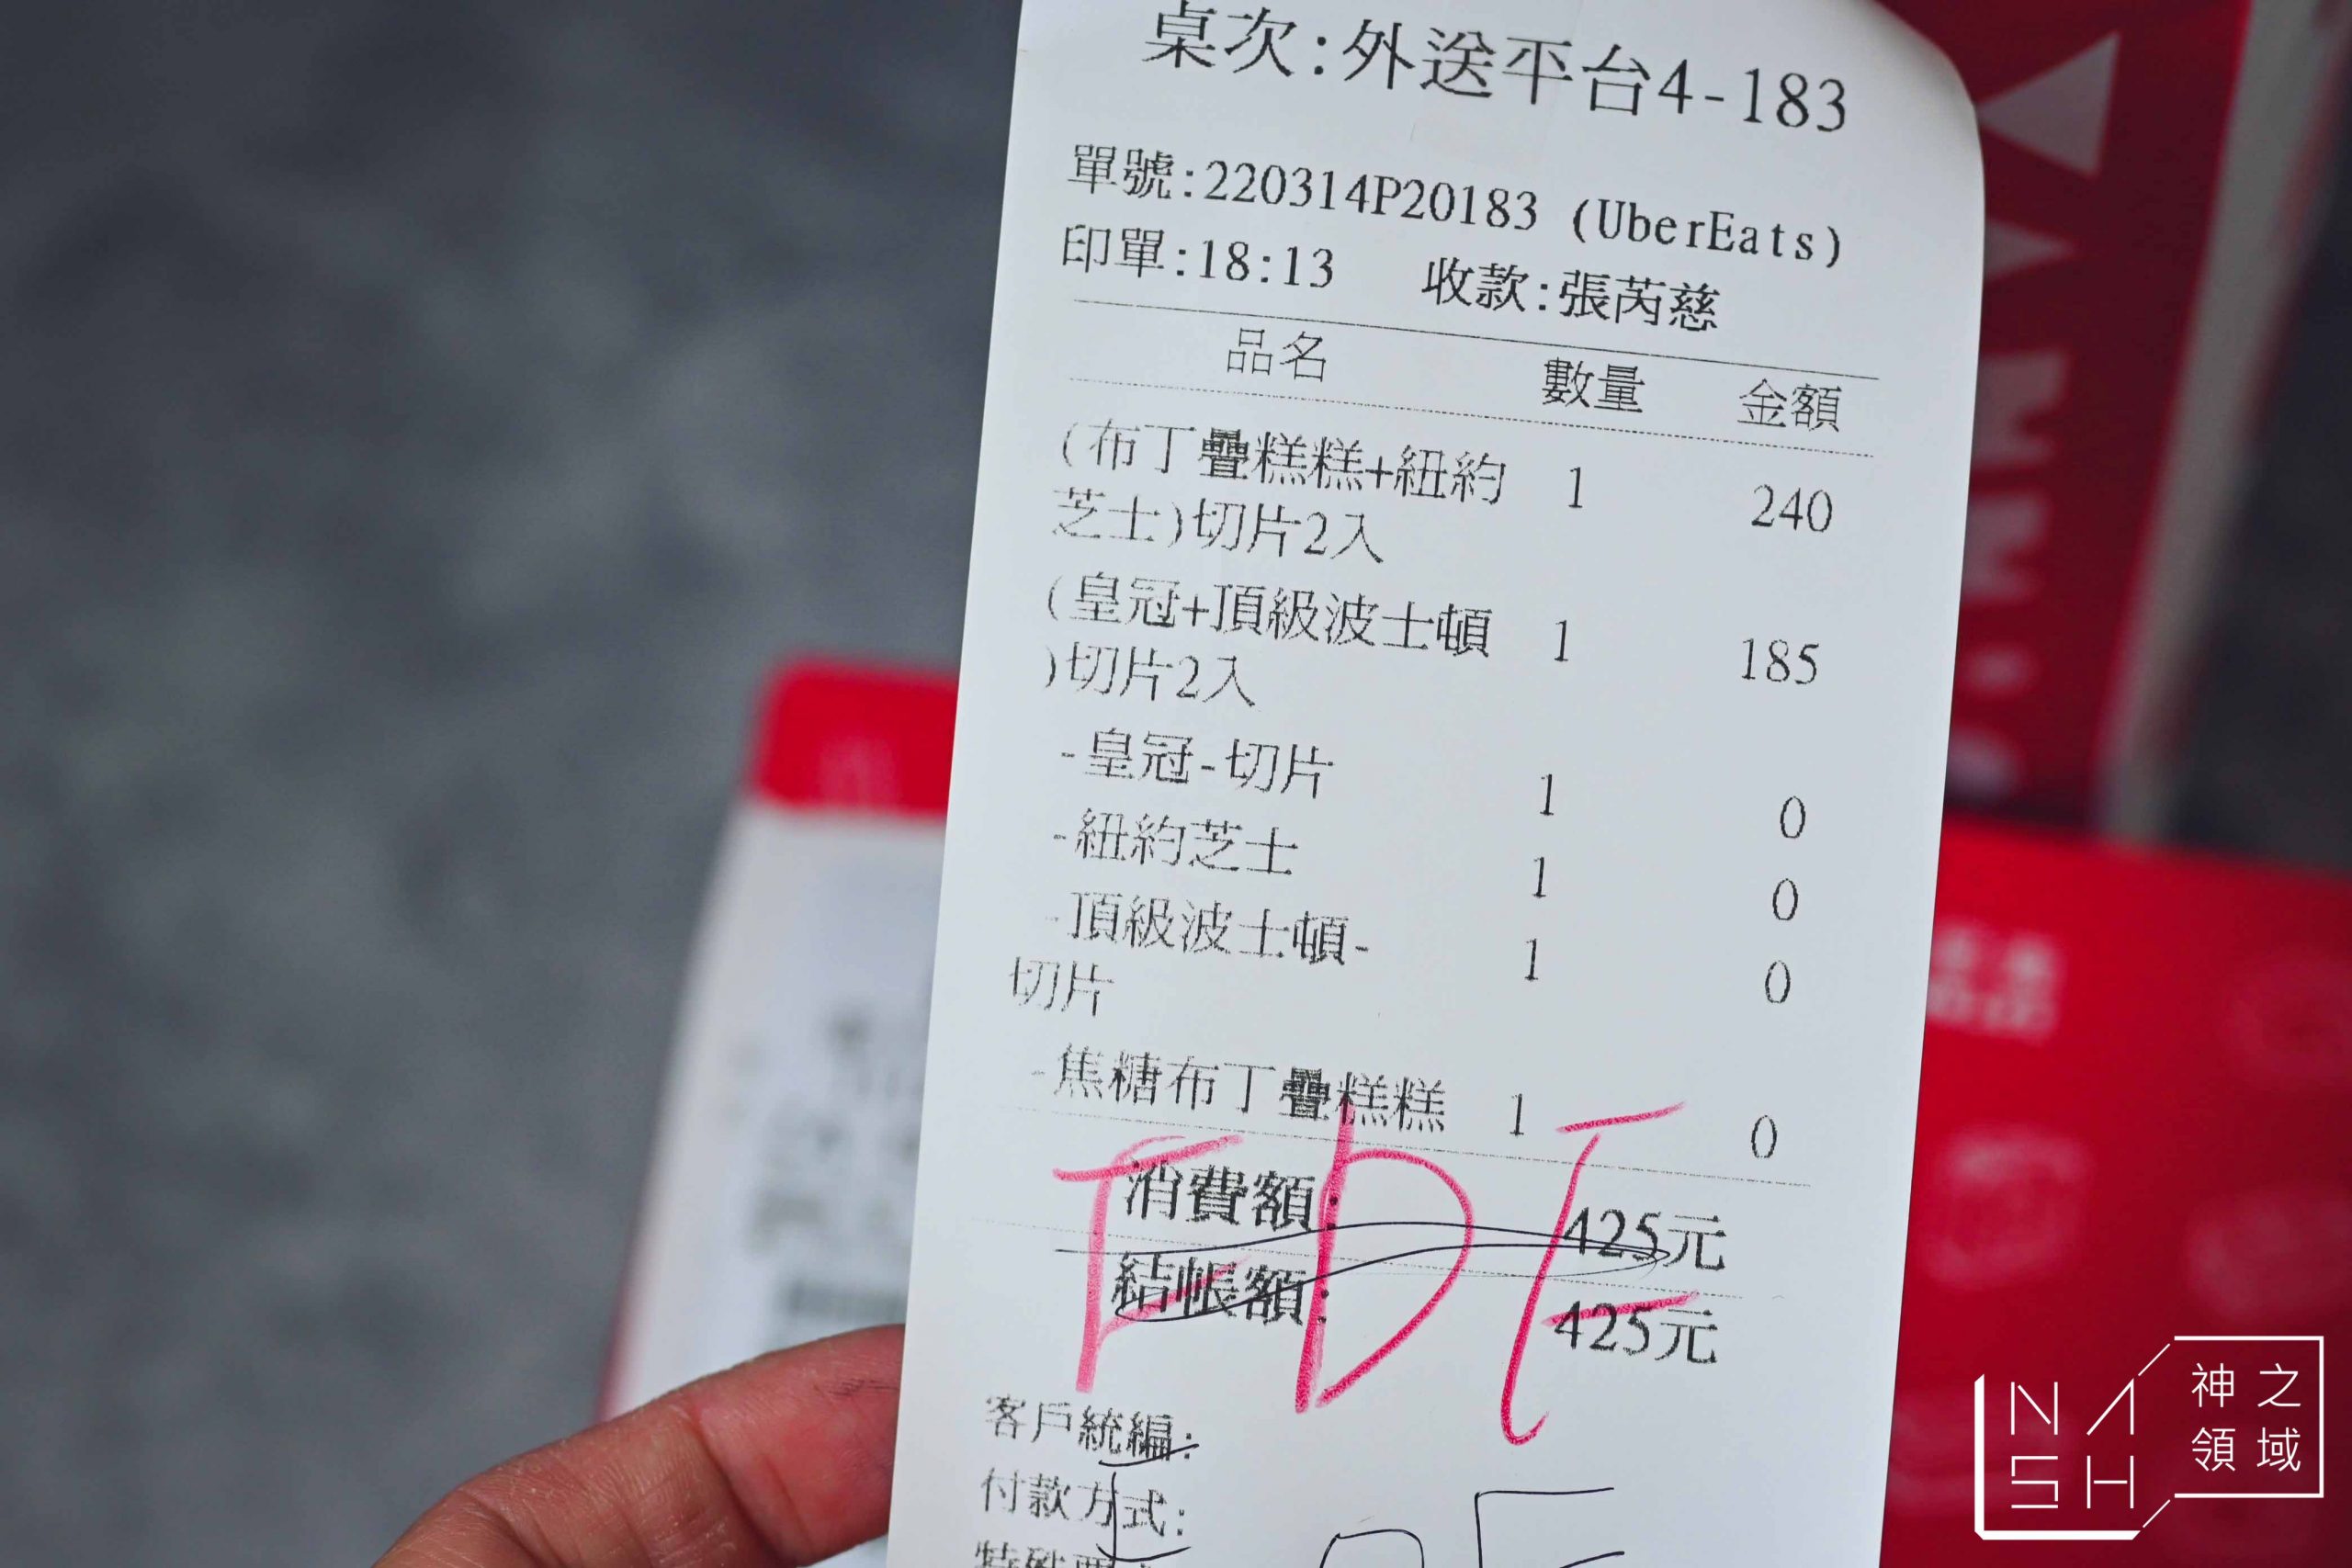 桌次:外送平台4-183
單號:220314P20183 (UberEats)
印單:18:13 收款:張芮慈
品名 數量 金額
(布丁疊糕糕+紐約 1 240
芝士)切片2入
(皇冠+頂級波士頓 1 185
)切片2入
-皇冠-切片 1 0
-紐約芝士 1 0
-頂級波士頓- 1 0
切片
-焦糖布丁疊糕糕 1 0
消費額: 425元
結帳額: 425元
客戶統編:
付款方式:
NASH
神之
領域